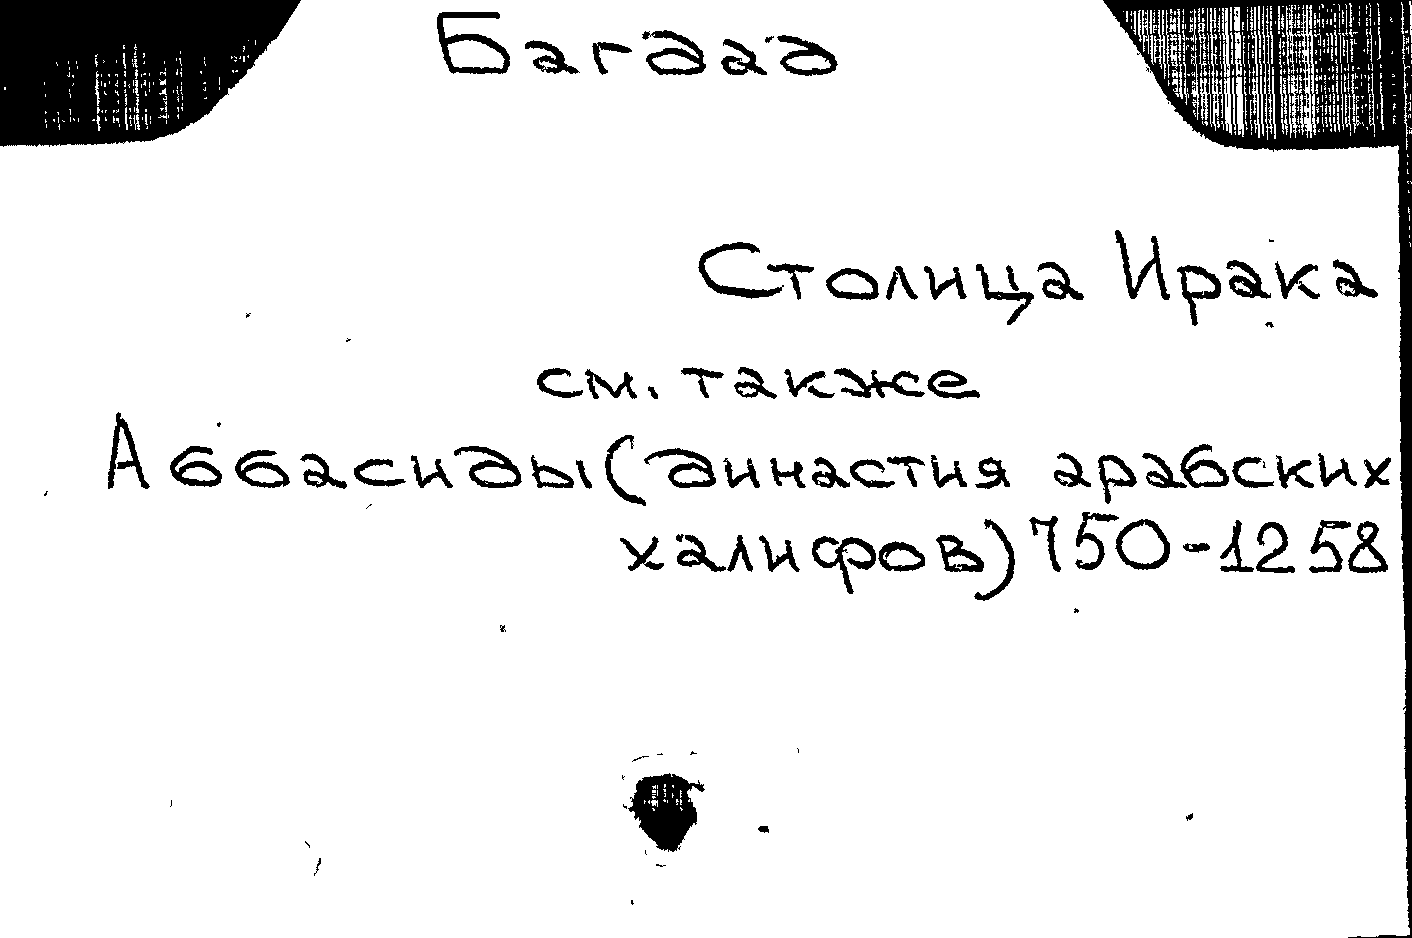 Багдад
Столица Ирака
см. также
Аббасиды (династия арабских
халифов) 750-1258